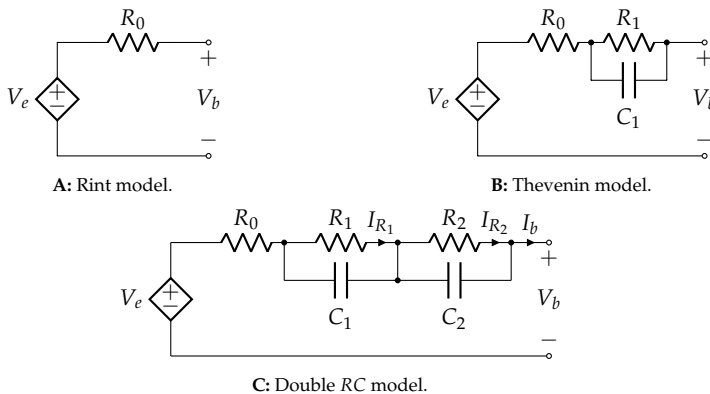 R0
+
Ve
+
−
Vb
−
A: Rint model.
R0
R1
+
Ve
+
−
C1
−
B: Thevenin model.
R0
R1
IR1
R2
IR2
Ib
+
Ve
+
−
C1
C2
Vb
−
C: Double RC model.